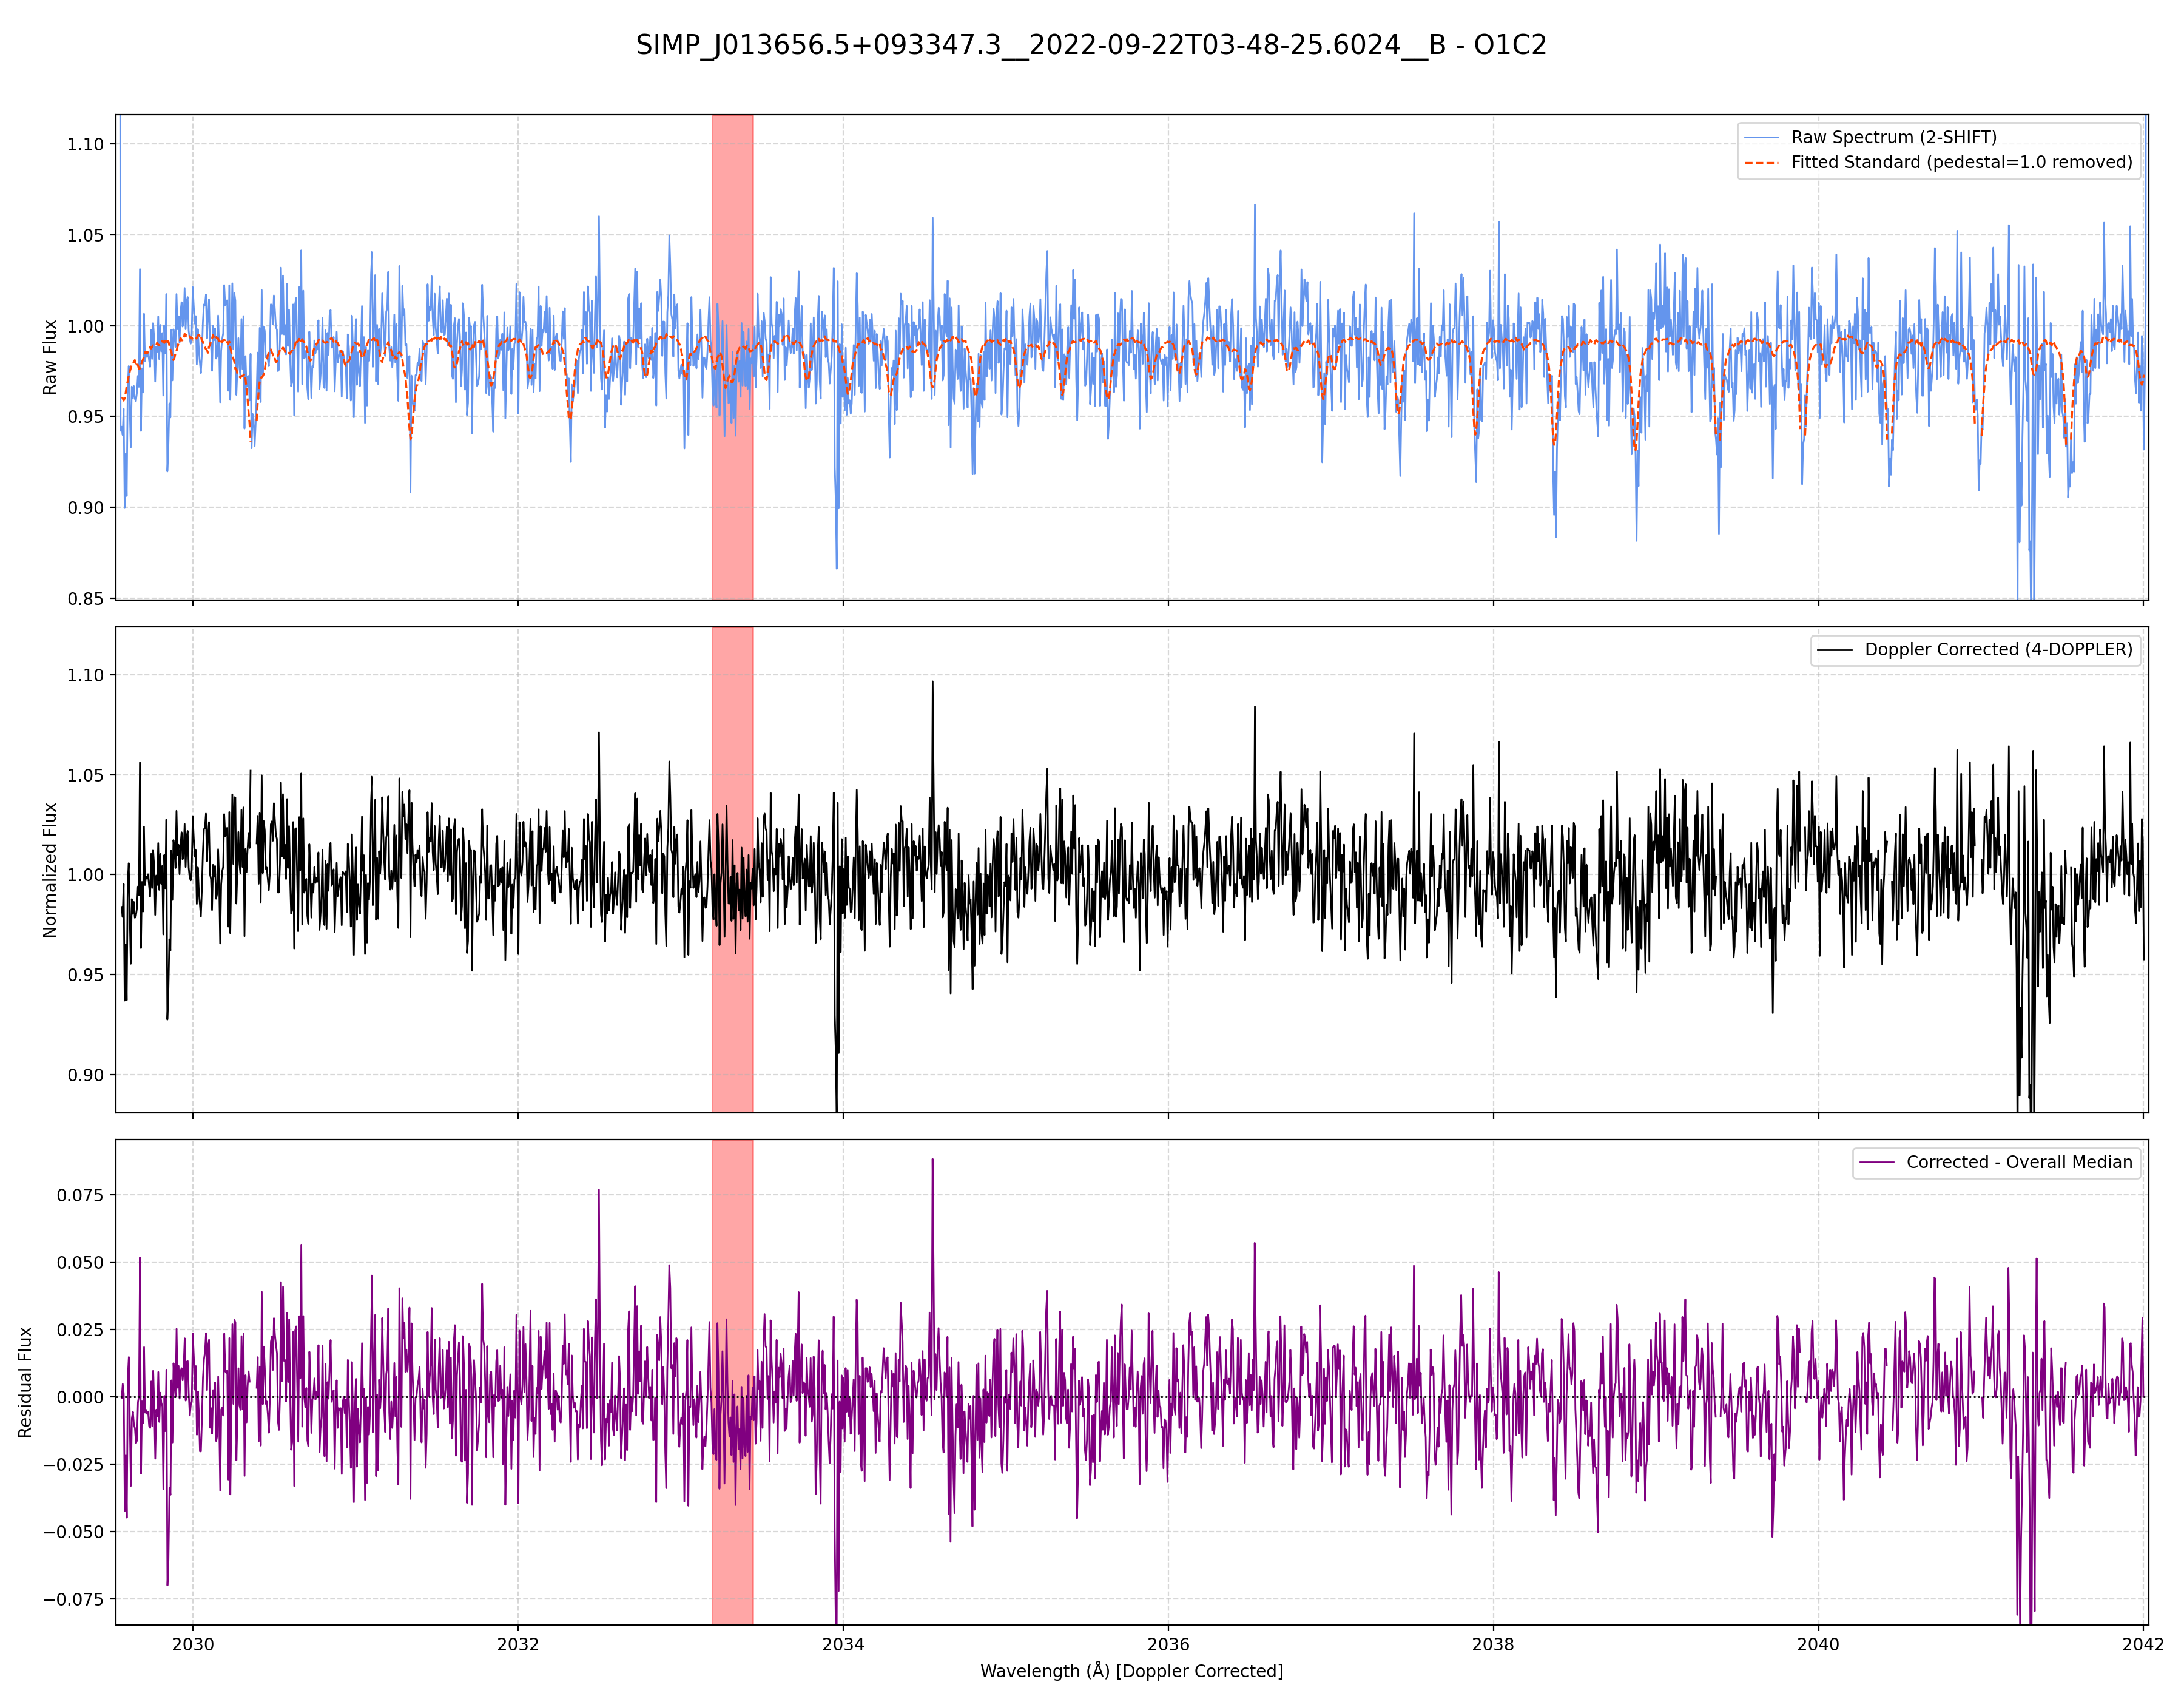 SIMP_J013656.5+093347.3__2022-09-22T03-48-25.6024__B - O1C2
Raw Spectrum (2-SHIFT)
Fitted Standard (pedestal=1.0 removed)
Raw Flux
1.10
1.05
1.00
0.95
0.90
0.85
Doppler Corrected (4-DOPPLER)
Normalized Flux
1.10
1.05
1.00
0.95
0.90
Corrected - Overall Median
Residual Flux
0.075
0.050
0.025
0.000
−0.025
−0.050
−0.075
2030 2032 2034 2036 2038 2040 2042
Wavelength (Å) [Doppler Corrected]